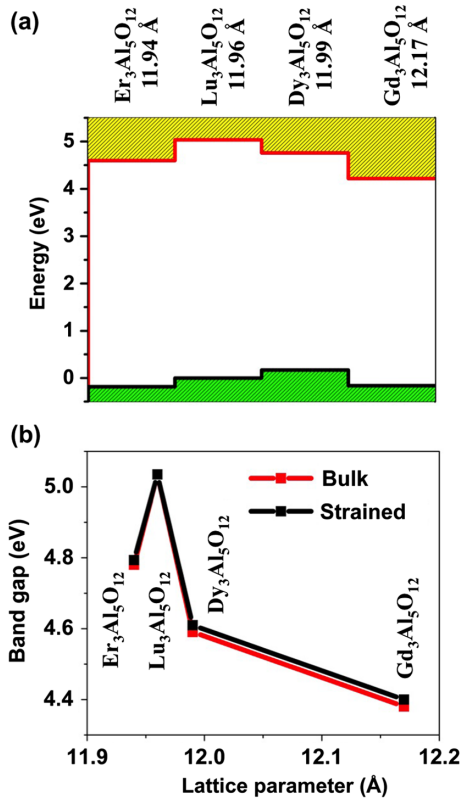 (a)
Er₃Al₅O₁₂
11.94 Å
Lu₃Al₅O₁₂
11.96 Å
Dy₃Al₅O₁₂
11.99 Å
Gd₃Al₅O₁₂
12.17 Å
5
4
3
2
1
0
Energy (eV)
(b)
5.0
4.8
4.6
4.4
Band gap (eV)
Bulk
Strained
Er₃Al₅O₁₂
Lu₃Al₅O₁₂
Dy₃Al₅O₁₂
Gd₃Al₅O₁₂
11.9 12.0 12.1 12.2
Lattice parameter (Å)